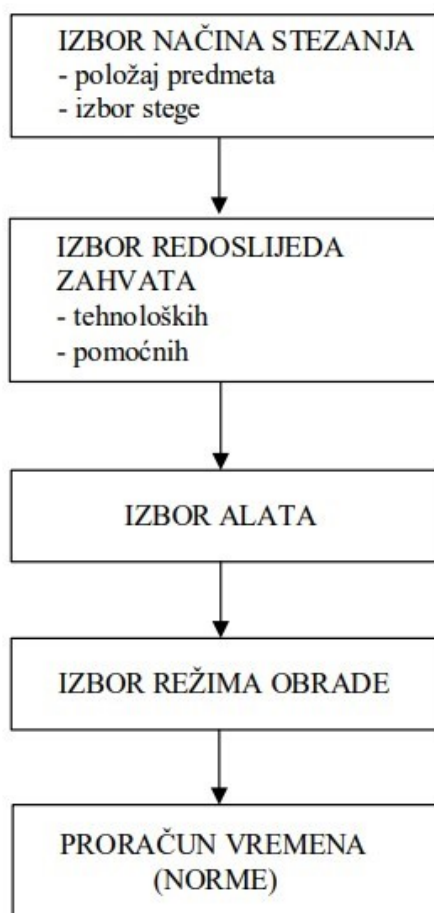 IZBOR NAČINA STEZANJA
- položaj predmeta
- izbor stege
IZBOR REDOSLIJEDA
ZAHVATA
- tehnoloških
- pomoćnih
IZBOR ALATA
IZBOR REŽIMA OBRADE
PRORAČUN VREMENA
(NORME)